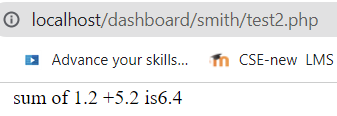 localhost/dashboard/smith/test2.php
Advance your skills... CSE-new LMS
sum of 1.2 +5.2 is6.4